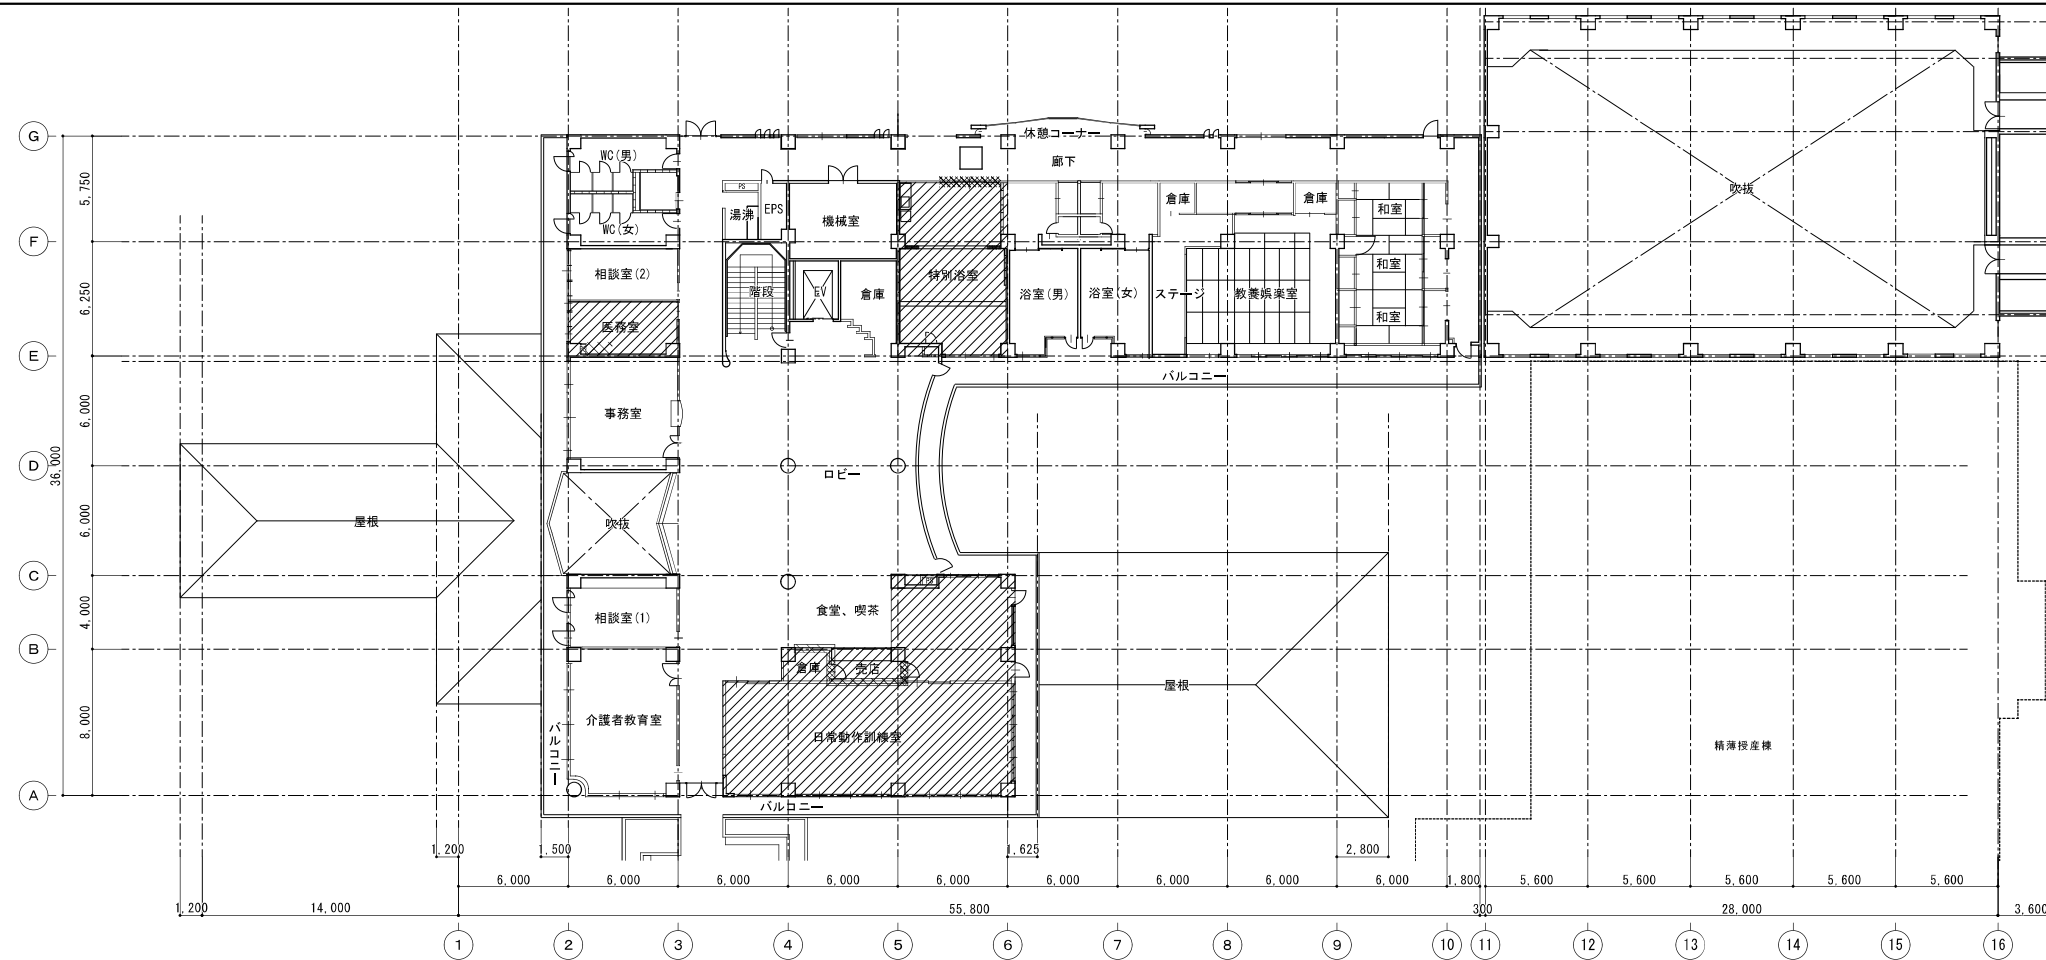 休憩コーナー
G
WC(男)
廊下
PS
湯沸
EPS
機械室
倉庫
倉庫
和室
吹抜
5,750
WC(女)
F
相談室(2)
階段
EV
倉庫
特別浴室
浴室(男)
浴室(女)
ステージ
教養娯楽室
和室
和室
6,250
医務室
E
バルコニー
6,000
事務室
D
36,000
ロビー
屋根
吹抜
6,000
C
PS
4,000
相談室(1)
食堂、喫茶
B
倉庫
売店
屋根
8,000
介護者教育室
バルコニー
日常動作訓練室
精薄授産棟
A
バルコニー
1,200
1,500
1,625
2,800
6,000
6,000
6,000
6,000
6,000
6,000
6,000
6,000
6,000
1,800
5,600
5,600
5,600
5,600
5,600
1,200
14,000
55,800
300
28,000
3,600
1
2
3
4
5
6
7
8
9
10
11
12
13
14
15
16